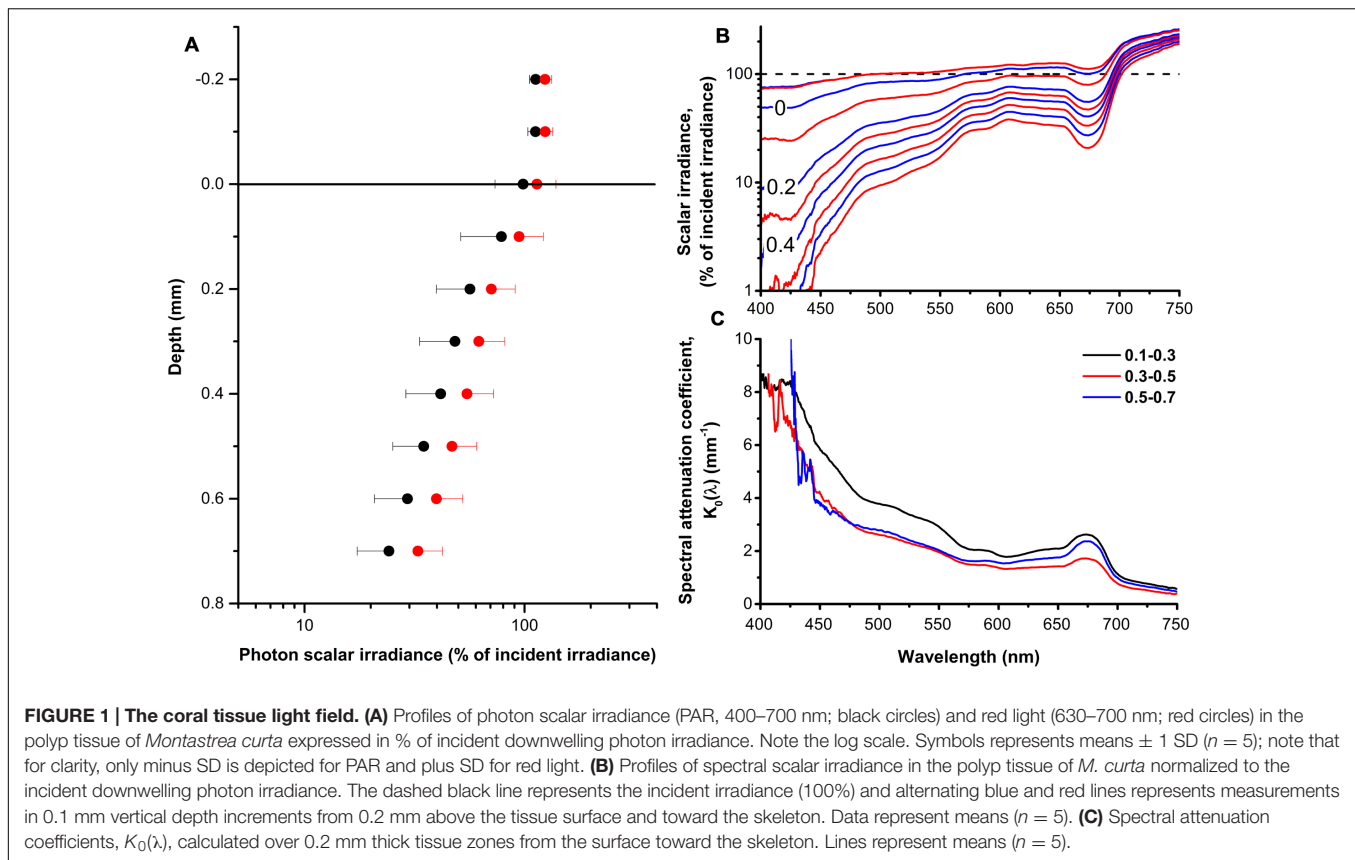 A
-0.2
0.0
0.2
0.4
0.6
0.8
Depth (mm)
10
100
Photon scalar irradiance (% of incident irradiance)
B
100
10
1
Scalar irradiance,
(% of incident irradiance)
0
0.2
0.4
400
450
500
550
600
650
700
750
C
10
8
6
4
2
0
Spectral attenuation coefficient,
K₀(λ) (mm⁻¹)
0.1-0.3
0.3-0.5
0.5-0.7
400
450
500
550
600
650
700
750
Wavelength (nm)
FIGURE 1 | The coral tissue light field. (A) Profiles of photon scalar irradiance (PAR, 400–700 nm; black circles) and red light (630–700 nm; red circles) in the
polyp tissue of Montastrea curta expressed in % of incident downwelling photon irradiance. Note the log scale. Symbols represents means ± 1 SD (n = 5); note that
for clarity, only minus SD is depicted for PAR and plus SD for red light. (B) Profiles of spectral scalar irradiance in the polyp tissue of M. curta normalized to the
incident downwelling photon irradiance. The dashed black line represents the incident irradiance (100%) and alternating blue and red lines represents measurements
in 0.1 mm vertical depth increments from 0.2 mm above the tissue surface and toward the skeleton. Data represent means (n = 5). (C) Spectral attenuation
coefficients, K₀(λ), calculated over 0.2 mm thick tissue zones from the surface toward the skeleton. Lines represent means (n = 5).